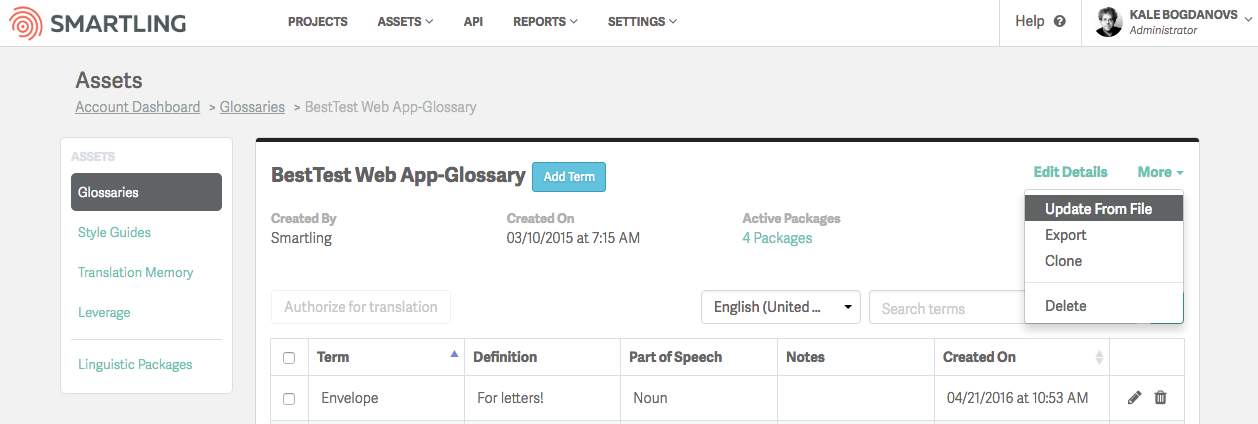 SMARTLING
PROJECTS ASSETS API REPORTS SETTINGS
Help ?
KALE BOGDANOVS
Administrator
Assets
Account Dashboard > Glossaries > BestTest Web App-Glossary
ASSETS
Glossaries
Style Guides
Translation Memory
Leverage
Linguistic Packages
BestTest Web App-Glossary Add Term
Edit Details More
Update From File
Export
Clone
Delete
Created By Created On Active Packages
Smartling 03/10/2015 at 7:15 AM 4 Packages
Authorize for translation English (United ... Search terms
Term Definition Part of Speech Notes Created On
Envelope For letters! Noun 04/21/2016 at 10:53 AM